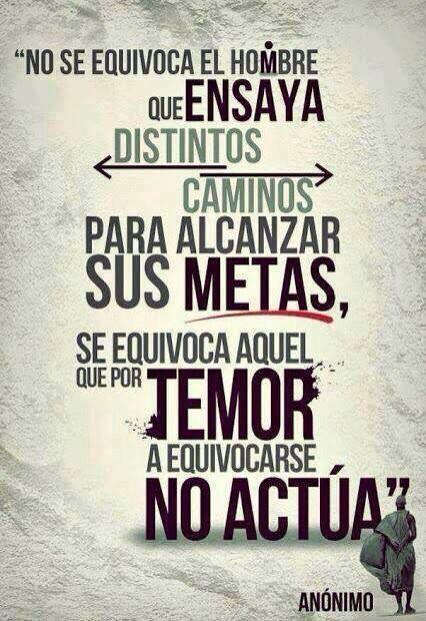 “NO SE EQUIVOCA EL HOMBRE
QUE ENSAYA
DISTINTOS
CAMINOS
PARA ALCANZAR
SUS METAS,
SE EQUIVOCA AQUEL
QUE POR TEMOR
A EQUIVOCARSE
NO ACTÚA”
ANÓNIMO